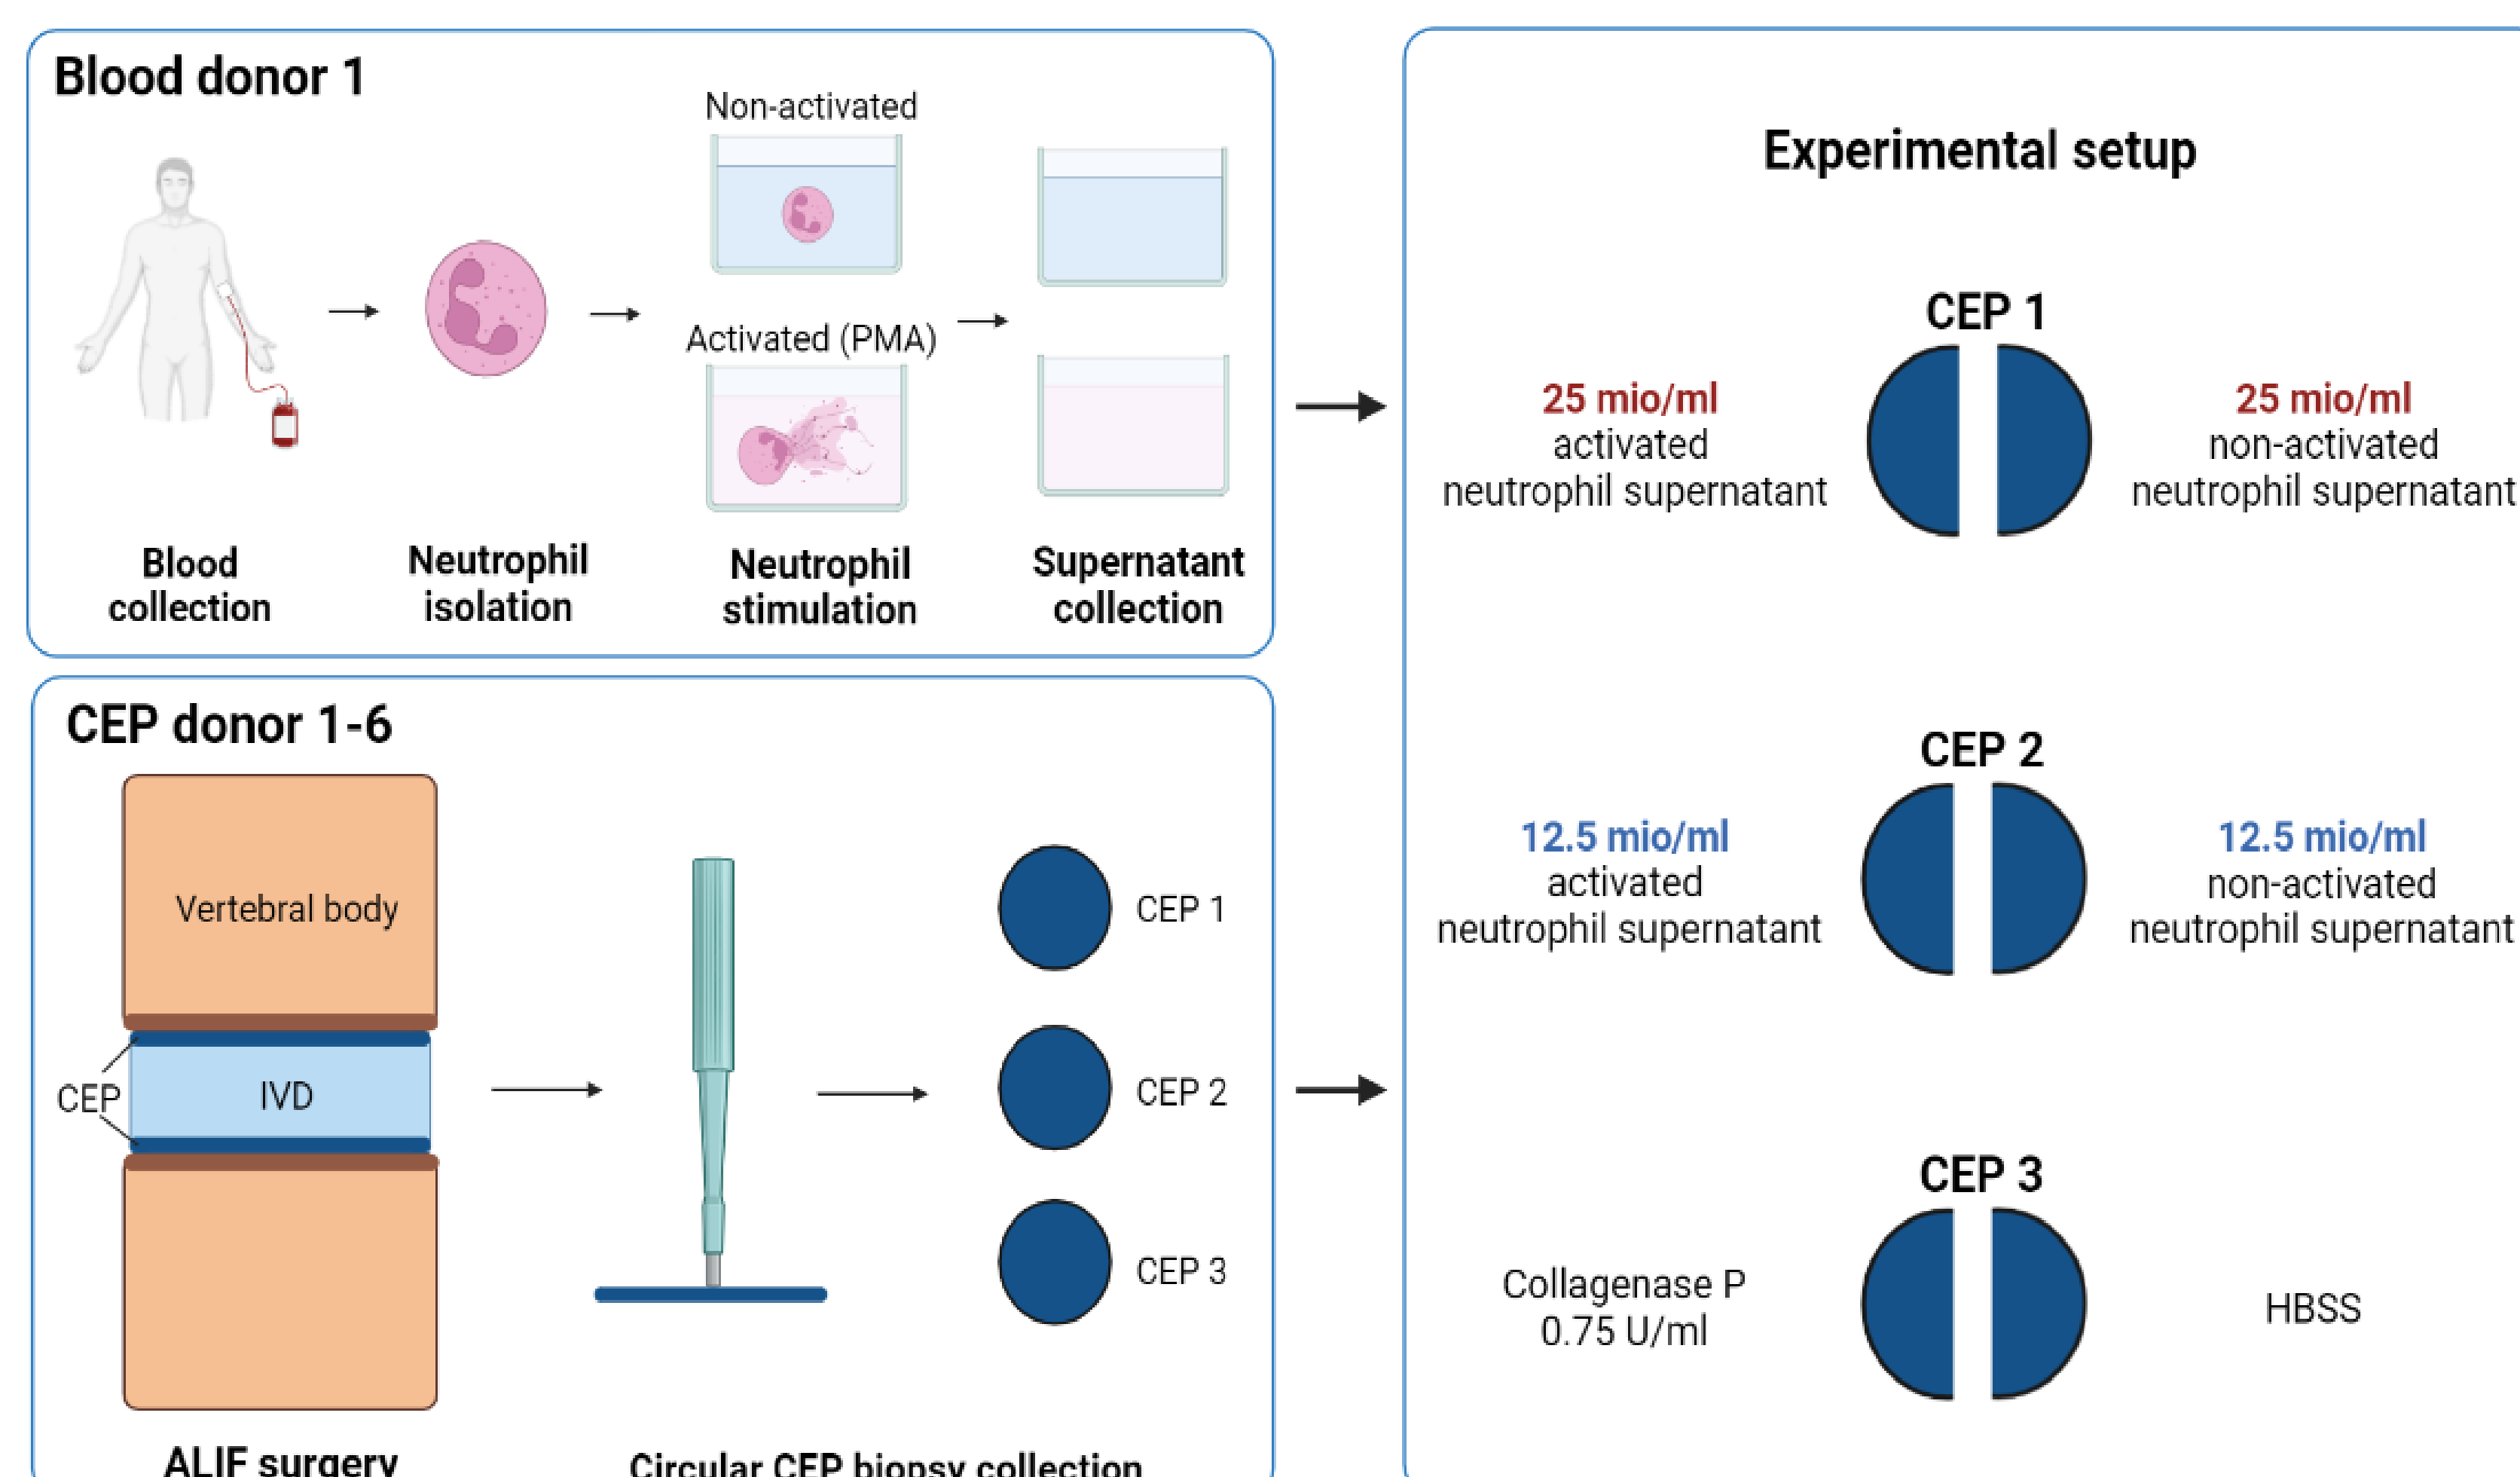 Blood donor 1
Non-activated
Activated (PMA)
Blood
collection
Neutrophil
isolation
Neutrophil
stimulation
Supernatant
collection
CEP donor 1-6
Vertebral body
CEP
IVD
CEP 1
CEP 2
CEP 3
ALIF surgery
Circular CEP biopsy collection
Experimental setup
CEP 1
25 mio/ml
activated
neutrophil supernatant
25 mio/ml
non-activated
neutrophil supernatant
CEP 2
12.5 mio/ml
activated
neutrophil supernatant
12.5 mio/ml
non-activated
neutrophil supernatant
CEP 3
Collagenase P
0.75 U/ml
HBSS